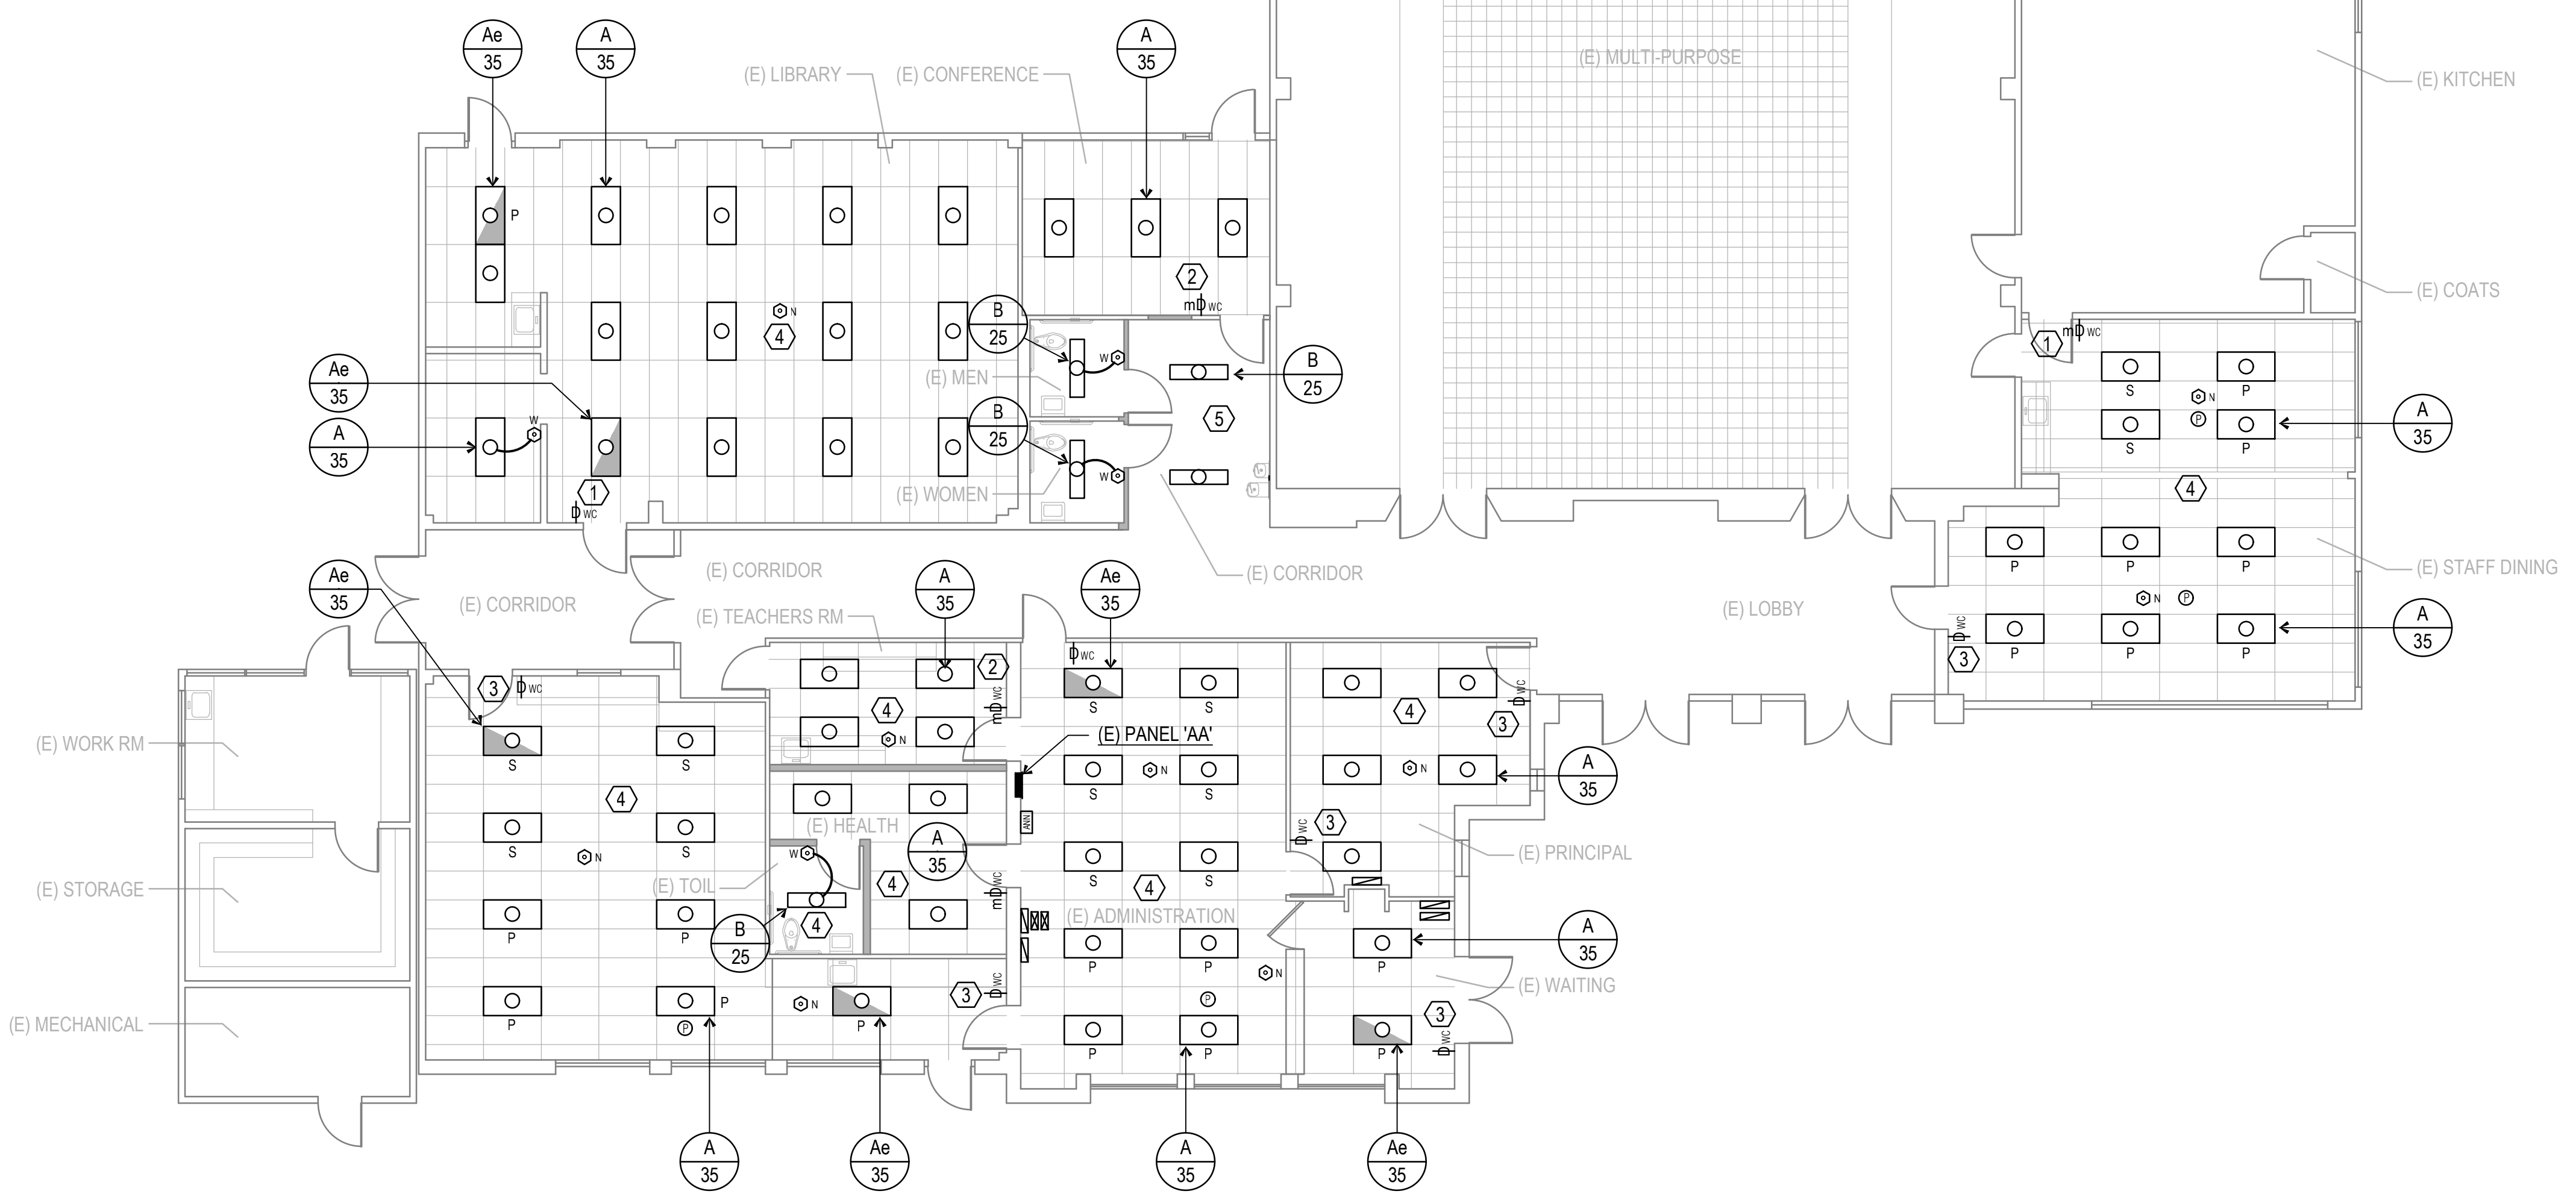 Ae
35
A
35
A
35
(E) LIBRARY
(E) CONFERENCE
(E) MULTI-PURPOSE
(E) KITCHEN
P
2
mD WC
(E) COATS
N
4
B
25
W
(E) MEN
B
25
1
mD WC
S
P
N
P
S
P
A
35
Ae
35
A
35
W
B
25
W
5
(E) WOMEN
1
D WC
4
(E) CORRIDOR
(E) CORRIDOR
(E) CORRIDOR
(E) LOBBY
P
P
P
N
P
P
P
P
(E) STAFF DINING
A
35
D WC
3
Ae
35
(E) TEACHERS RM
A
35
Ae
35
3
D WC
2
mD WC
4
N
D WC
S
S
4
D WC
3
N
A
35
(E) WORK RM
S
S
4
S
S
N
(E) PANEL 'AA'
N
S
S
ANN
3
D WC
(E) PRINCIPAL
(E) HEALTH
A
35
W
(E) TOIL
4
mD WC
S
S
4
(E) STORAGE
(E) ADMINISTRATION
B
25
4
P
P
P
P
N
P
A
35
(E) WAITING
(E) MECHANICAL
P
P
P
N
P
3
D WC
P
P
P
P
3
D WC
A
35
Ae
35
A
35
Ae
35